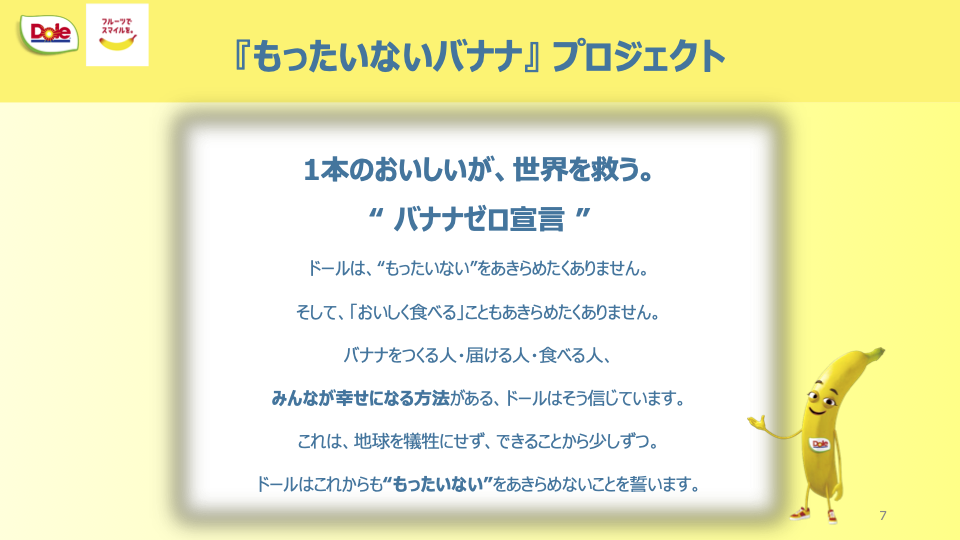 Dole
フルーツで
スマイルを。
『もったいないバナナ』 プロジェクト
1本のおいしいが、世界を救う。
“ バナナゼロ宣言 ”
ドールは、“もったいない”をあきらめたくありません。
そして、「おいしく食べる」こともあきらめたくありません。
バナナをつくる人・届ける人・食べる人、
みんなが幸せになる方法がある、ドールはそう信じています。
これは、地球を犠牲にせず、できることから少しずつ。
ドールはこれからも“もったいない”をあきらめないことを誓います。
Dole
7